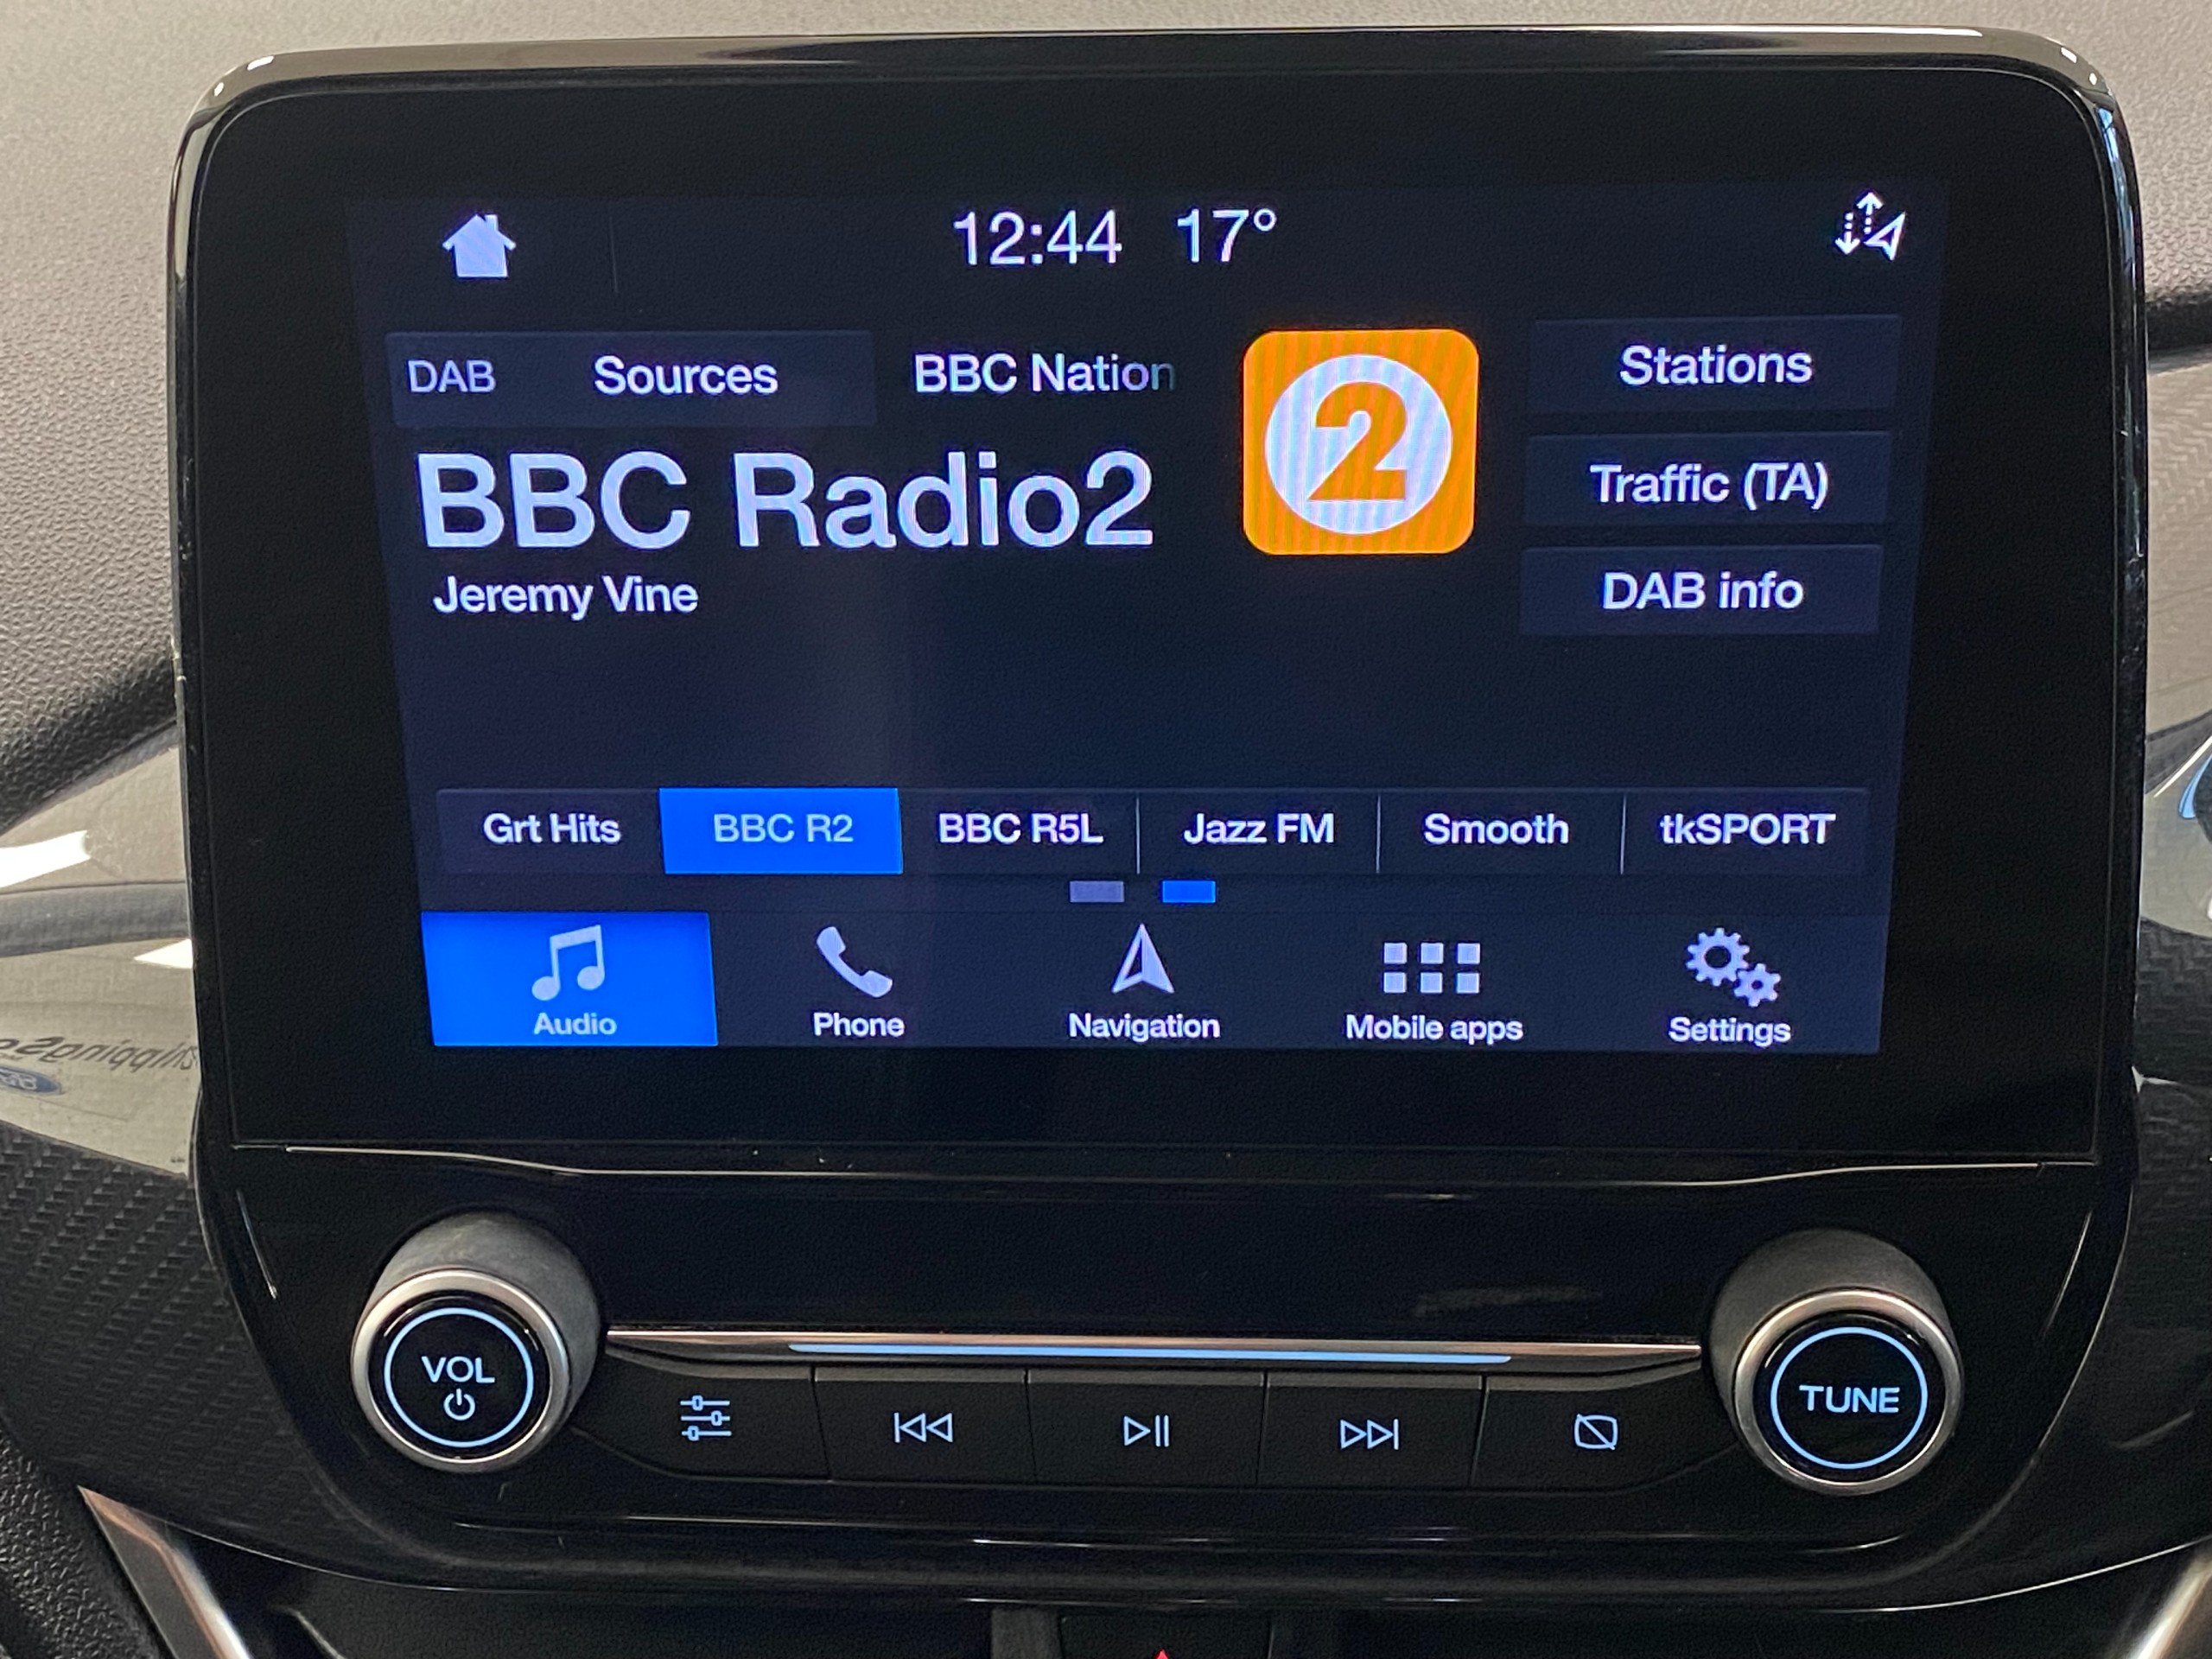 12:44 17°
DAB Sources BBC Nation
2
Stations
BBC Radio2
Traffic (TA)
Jeremy Vine
DAB info
Grt Hits BBC R2 BBC R5L Jazz FM Smooth tkSPORT
Audio Phone Navigation Mobile apps Settings
VOL
TUNE